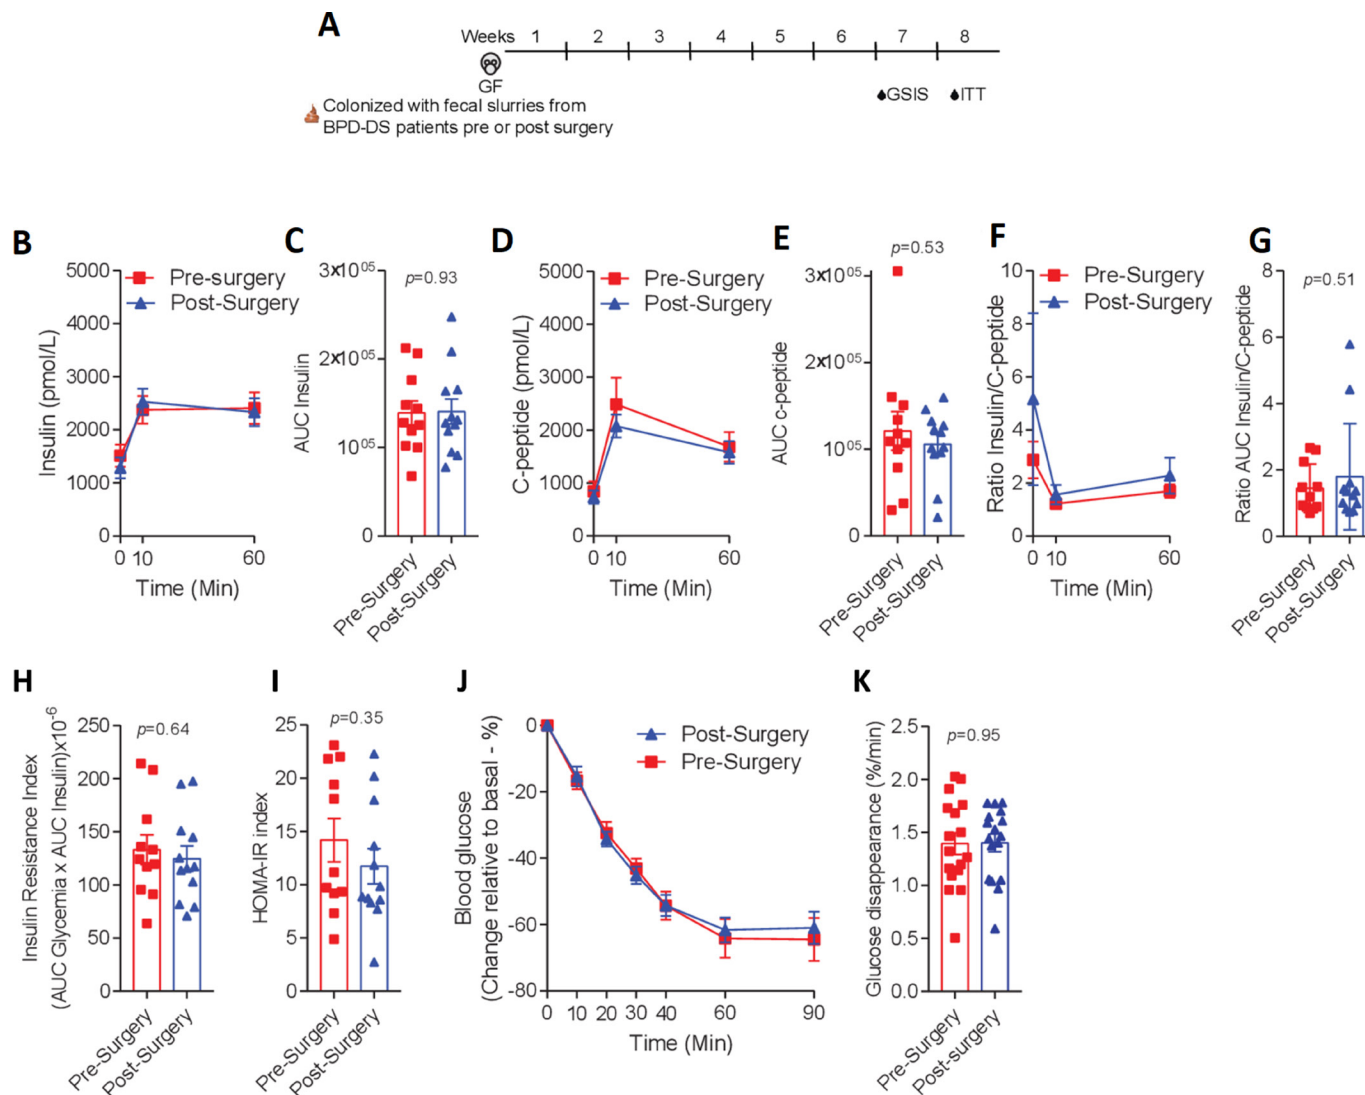 A
Weeks 1 2 3 4 5 6 7 8
GF
GSIS ITT
Colonized with fecal slurries from
BPD-DS patients pre or post surgery
B
Insulin (pmol/L)
5000
4000
3000
2000
1000
0
Pre-surgery
Post-Surgery
0 10 60
Time (Min)
C
AUC Insulin
3x10^05
2x10^05
10^05
0
p=0.93
Pre-Surgery
Post-Surgery
D
C-peptide (pmol/L)
5000
4000
3000
2000
1000
0
Pre-Surgery
Post-Surgery
0 10 60
Time (Min)
E
AUC c-peptide
3x10^05
2x10^05
10^05
0
p=0.53
Pre-Surgery
Post-Surgery
F
Ratio Insulin/C-peptide
10
8
6
4
2
0
Pre-Surgery
Post-Surgery
0 10 60
Time (Min)
G
Ratio AUC Insulin/C-peptide
8
6
4
2
0
p=0.51
Pre-Surgery
Post-Surgery
H
Insulin Resistance Index
(AUC Glycemia x AUC Insulin)x10^-6
250
200
150
100
50
0
p=0.64
Pre-Surgery
Post-Surgery
I
HOMA-IR index
25
20
15
10
5
0
p=0.35
Pre-Surgery
Post-Surgery
J
Blood glucose
(Change relative to basal - %)
0
-20
-40
-60
-80
Post-Surgery
Pre-Surgery
0 10 20 30 40 60 90
Time (Min)
K
Glucose disappearance (%/min)
2.5
2.0
1.5
1.0
0.5
0.0
p=0.95
Pre-Surgery
Post-surgery